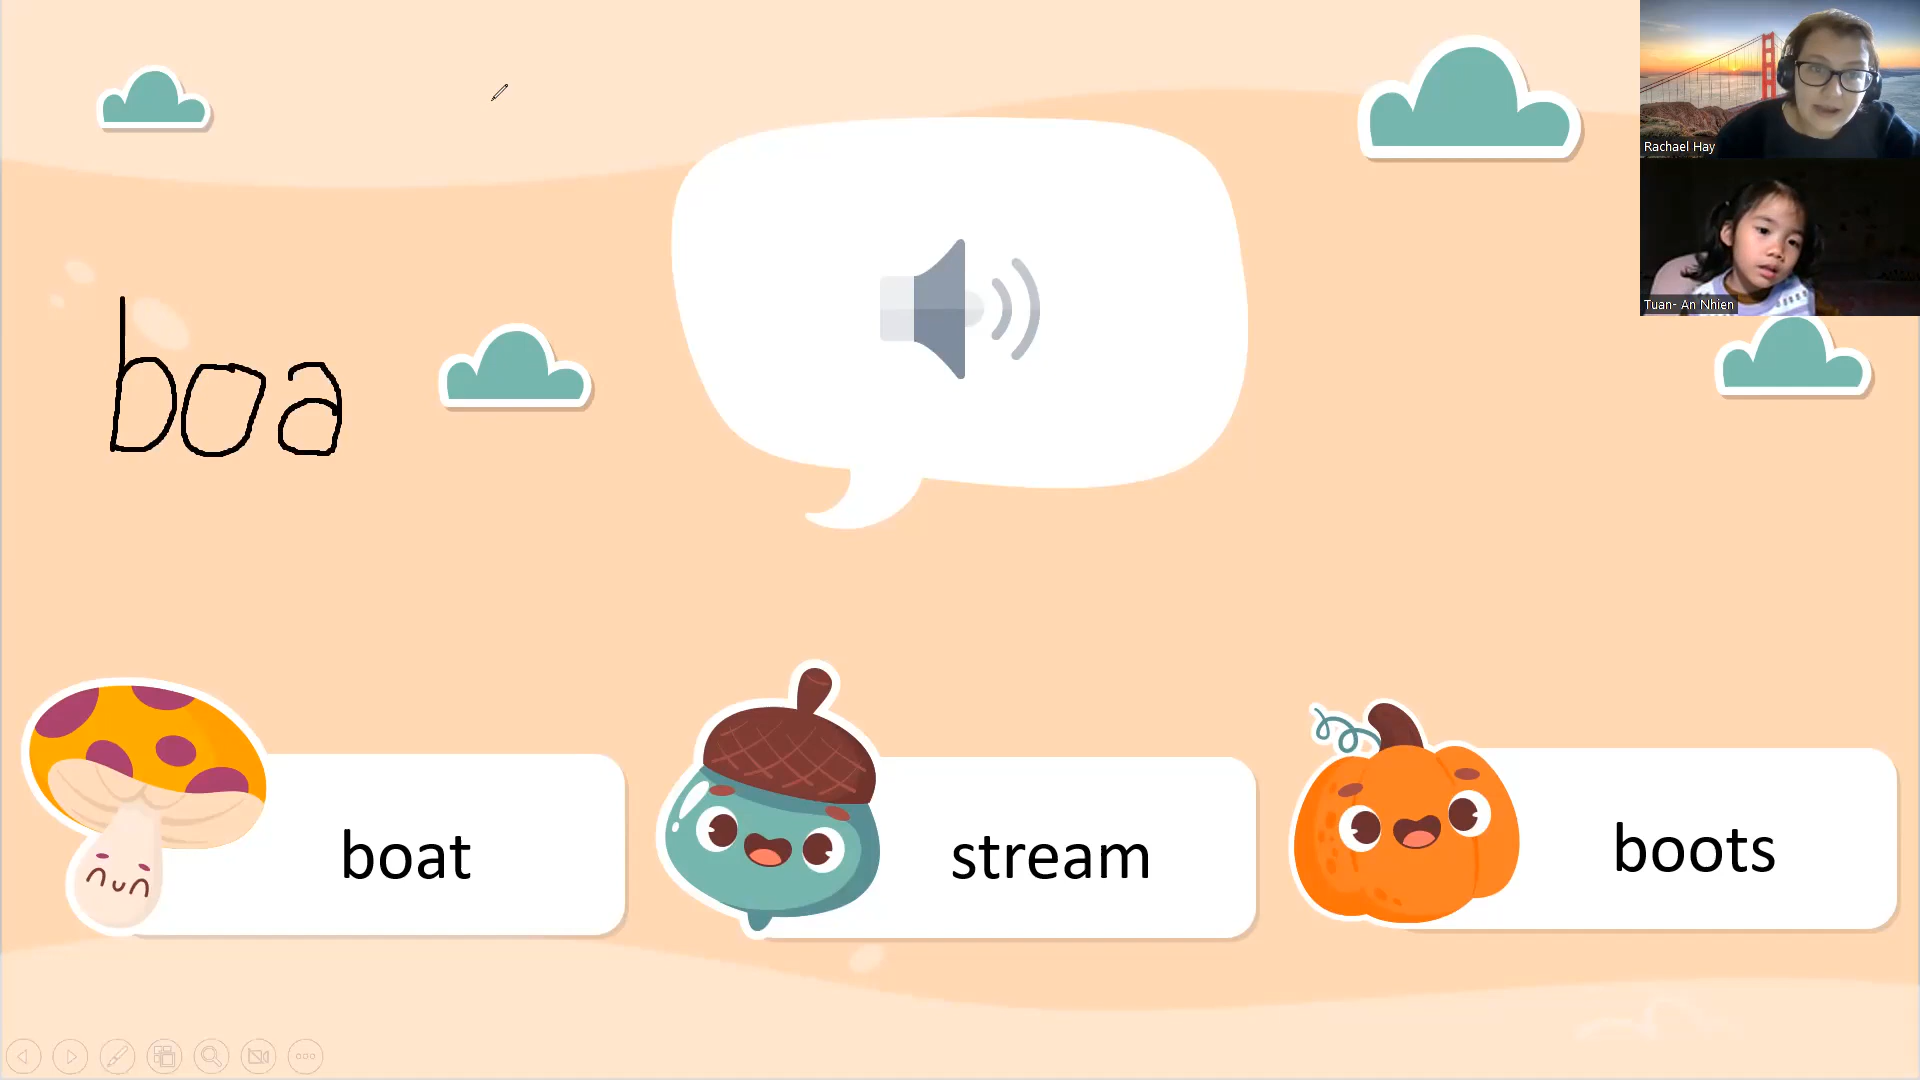 Rachael Hay
Tuan- An Nhien
boa
boat
stream
boots